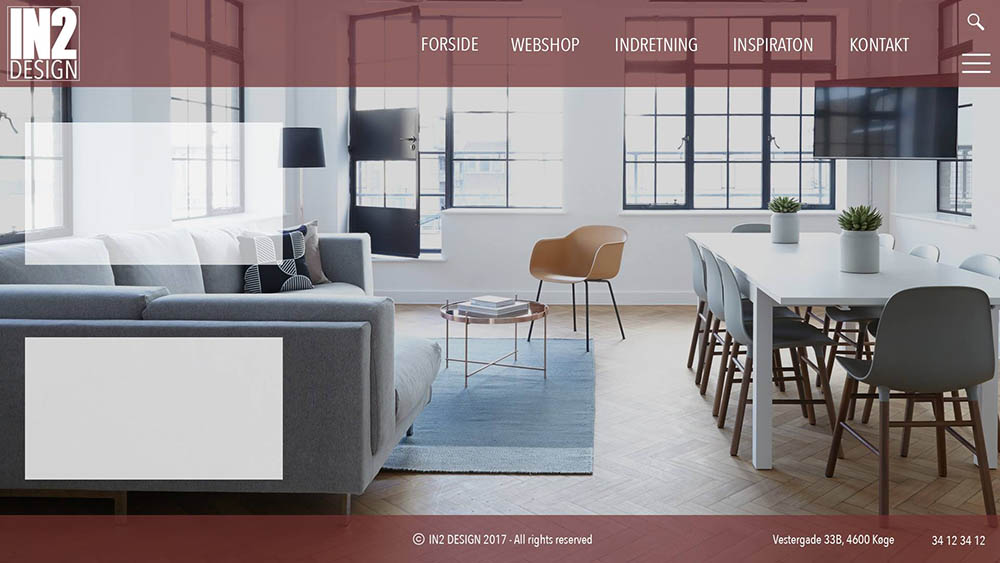 IN2
DESIGN
FORSIDE WEBSHOP INDRETNING INSPIRATON KONTAKT
© IN2 DESIGN 2017 - All rights reserved Vestergade 33B, 4600 Køge 34 12 34 12